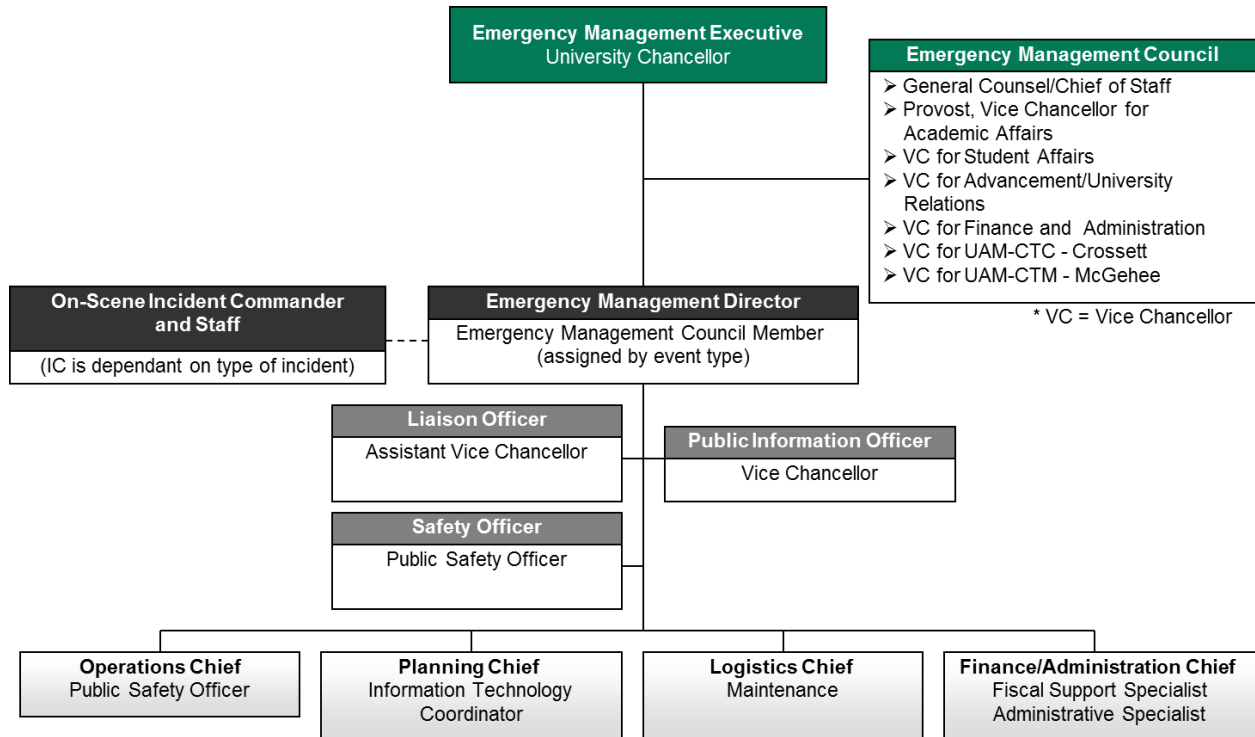 Emergency Management Executive
University Chancellor
Emergency Management Council
➢ General Counsel/Chief of Staff
➢ Provost, Vice Chancellor for
Academic Affairs
➢ VC for Student Affairs
➢ VC for Advancement/University
Relations
➢ VC for Finance and Administration
➢ VC for UAM-CTC - Crossett
➢ VC for UAM-CTM - McGehee
* VC = Vice Chancellor
On-Scene Incident Commander
and Staff
(IC is dependant on type of incident)
Emergency Management Director
Emergency Management Council Member
(assigned by event type)
Liaison Officer
Assistant Vice Chancellor
Public Information Officer
Vice Chancellor
Safety Officer
Public Safety Officer
Operations Chief
Public Safety Officer
Planning Chief
Information Technology
Coordinator
Logistics Chief
Maintenance
Finance/Administration Chief
Fiscal Support Specialist
Administrative Specialist